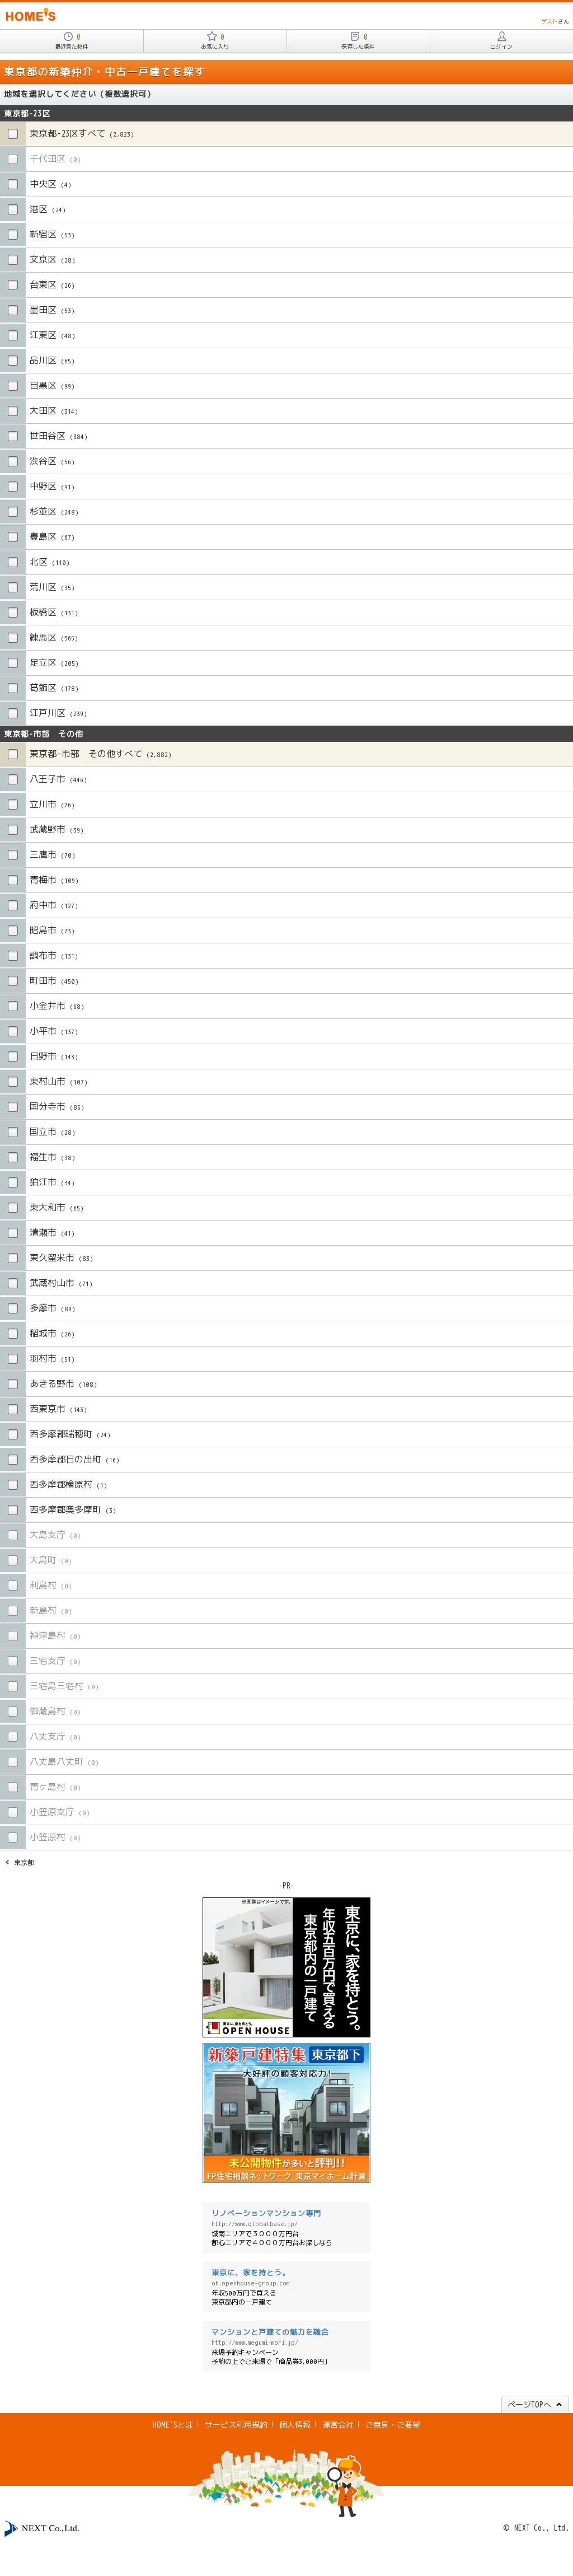 HOME'S
ゲストさん
0
最近見た物件
0
お気に入り
0
保存した条件
ログイン
東京都の新築仲介・中古一戸建てを探す
地域を選択してください（複数選択可）
東京都-23区
東京都-23区すべて (2,823)
千代田区 (0)
中央区 (4)
港区 (24)
新宿区 (53)
文京区 (28)
台東区 (26)
墨田区 (53)
江東区 (48)
品川区 (65)
目黒区 (99)
大田区 (314)
世田谷区 (384)
渋谷区 (56)
中野区 (91)
杉並区 (248)
豊島区 (67)
北区 (110)
荒川区 (35)
板橋区 (131)
練馬区 (365)
足立区 (205)
葛飾区 (178)
江戸川区 (239)
東京都-市部　その他
東京都-市部　その他すべて (2,882)
八王子市 (446)
立川市 (76)
武蔵野市 (39)
三鷹市 (70)
青梅市 (109)
府中市 (127)
昭島市 (73)
調布市 (131)
町田市 (450)
小金井市 (68)
小平市 (137)
日野市 (143)
東村山市 (107)
国分寺市 (85)
国立市 (28)
福生市 (38)
狛江市 (34)
東大和市 (65)
清瀬市 (41)
東久留米市 (83)
武蔵村山市 (71)
多摩市 (89)
稲城市 (26)
羽村市 (51)
あきる野市 (108)
西東京市 (143)
西多摩郡瑞穂町 (24)
西多摩郡日の出町 (16)
西多摩郡檜原村 (1)
西多摩郡奥多摩町 (3)
大島支庁 (0)
大島町 (0)
利島村 (0)
新島村 (0)
神津島村 (0)
三宅支庁 (0)
三宅島三宅村 (0)
御蔵島村 (0)
八丈支庁 (0)
八丈島八丈町 (0)
青ヶ島村 (0)
小笠原支庁 (0)
小笠原村 (0)
東京都
-PR-
※画像はイメージです。
東京に、家を持とう。
年収五百万円で買える
東京都内の一戸建て
東京に、家を持とう。
OPEN HOUSE
新築戸建特集 東京都下
大好評の顧客対応力!
未公開物件が多いと評判!!
FP住宅相談ネットワーク 東京マイホーム計画
リノベーションマンション専門
http://www.globalbase.jp/
城南エリアで３０００万円台
都心エリアで４０００万円台お探しなら
東京に、家を持とう。
oh.openhouse-group.com
年収500万円で買える
東京都内の一戸建て
マンションと戸建ての魅力を融合
http://www.megumi-mori.jp/
来場予約キャンペーン
予約の上でご来場で「商品券3,000円」
ページTOPへ
HOME'Sとは
サービス利用規約
個人情報
運営会社
ご意見・ご要望
NEXT Co., Ltd.
© NEXT Co., Ltd.